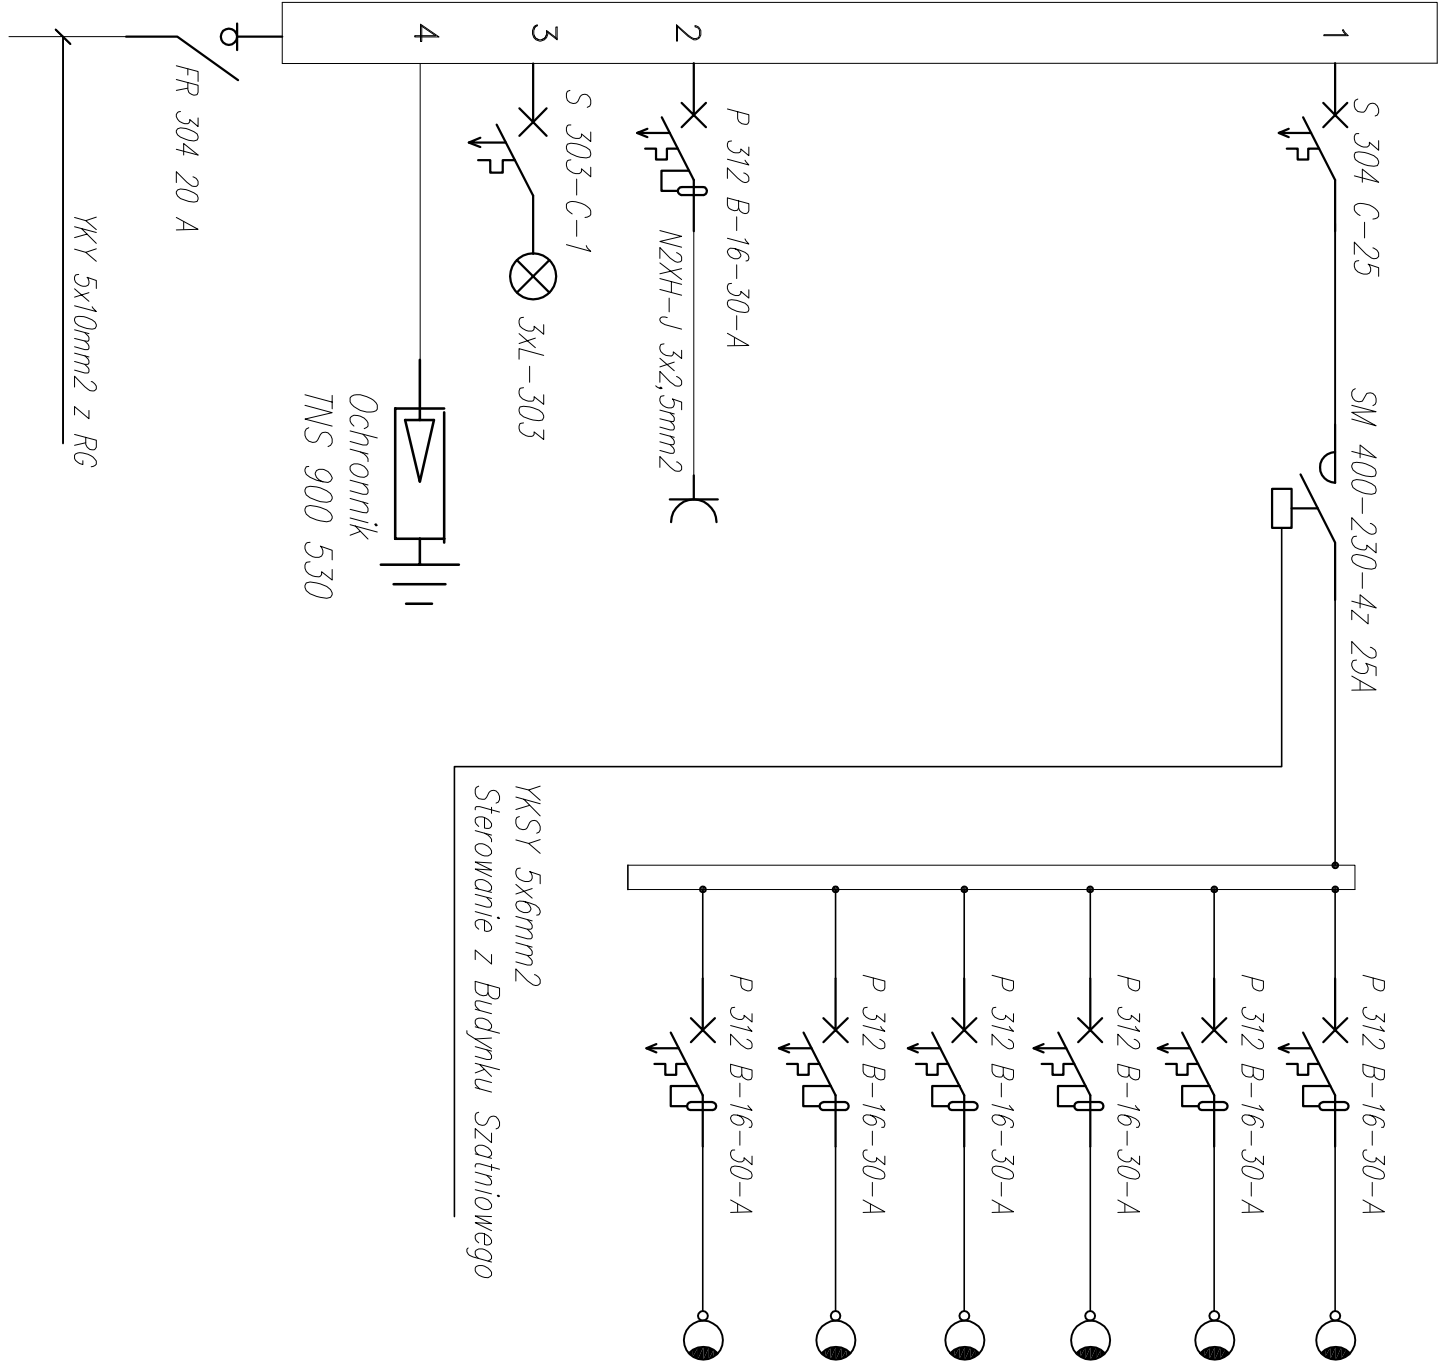 1
2
3
4
S 304 C-25
SM 400-230-4z 25A
P 312 B-16-30-A
N2XH-J 3x2,5mm2
S 303-C-1
3xL-303
Ochronnik
TNS 900 530
FR 304 20 A
YKY 5x10mm2 z RG
YKSY 5x6mm2
Sterowanie z Budynku Szatniowego
P 312 B-16-30-A
P 312 B-16-30-A
P 312 B-16-30-A
P 312 B-16-30-A
P 312 B-16-30-A
P 312 B-16-30-A